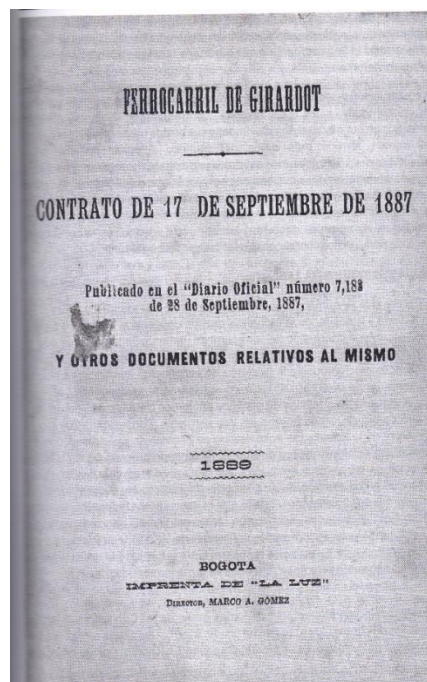 FERROCARRIL DE GIRARDOT
CONTRATO DE 17 DE SEPTIEMBRE DE 1887
Publicado en el "Diario Oficial" número 7,188
de 28 de Septiembre, 1887,
Y OTROS DOCUMENTOS RELATIVOS AL MISMO
1889
BOGOTA
IMPRENTA DE "LA LUZ"
DIRECTOR, MARCO A. GÓMEZ